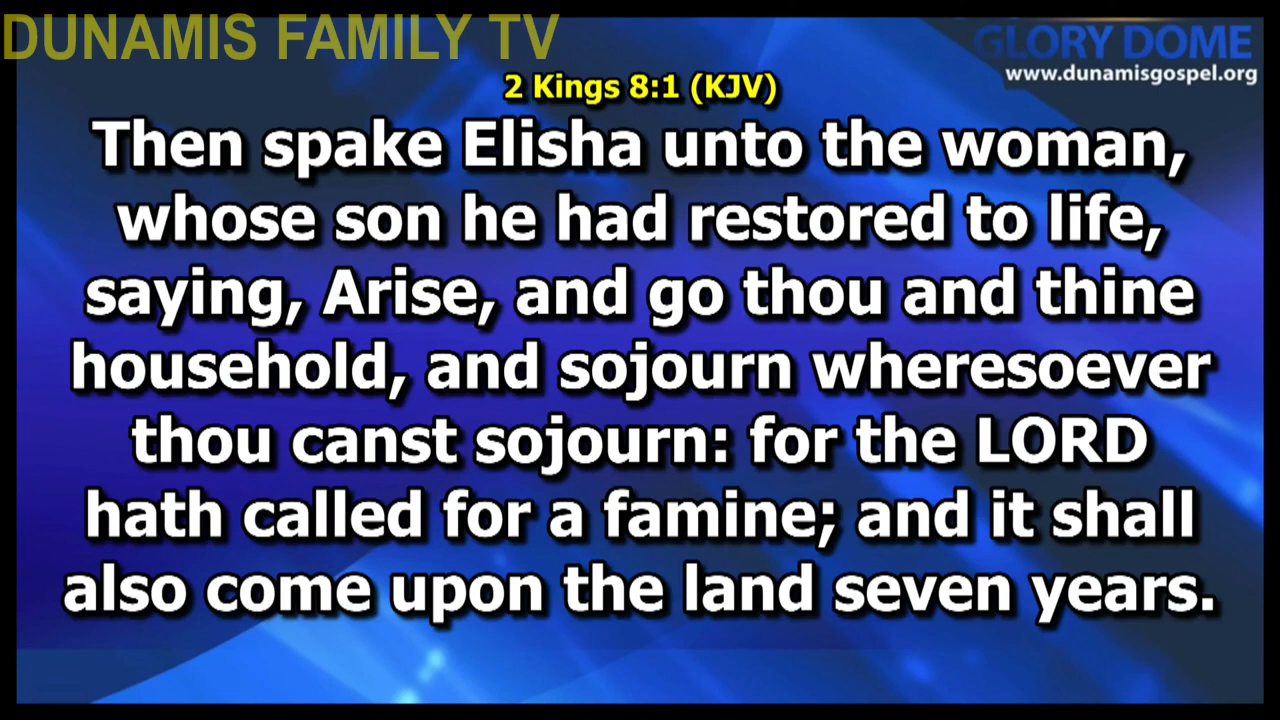 DUNAMIS FAMILY TV
GLORY DOME
www.dunamisgospel.org
2 Kings 8:1 (KJV)
Then spake Elisha unto the woman,
whose son he had restored to life,
saying, Arise, and go thou and thine
household, and sojourn wheresoever
thou canst sojourn: for the LORD
hath called for a famine; and it shall
also come upon the land seven years.